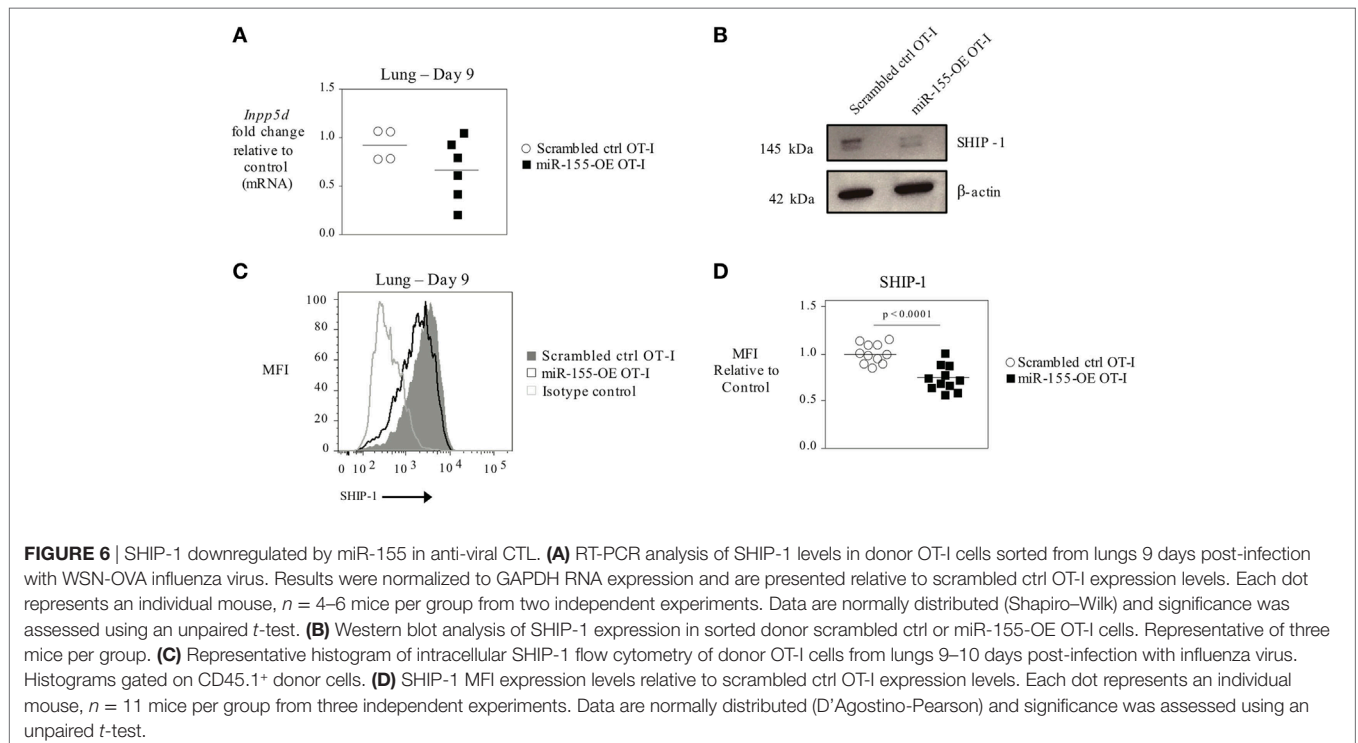 A
Lung – Day 9
Inpp5d
fold change
relative to
control
(mRNA)
1.5
1.0
0.5
0.0
Scrambled ctrl OT-I
miR-155-OE OT-I
B
Scrambled ctrl OT-I
miR-155-OE OT-I
145 kDa
SHIP -1
42 kDa
β-actin
C
Lung – Day 9
MFI
100
80
60
40
20
0
0 10² 10³ 10⁴ 10⁵
SHIP-1
Scrambled ctrl OT-I
miR-155-OE OT-I
Isotype control
D
SHIP-1
MFI
Relative to
Control
1.5
1.0
0.5
0.0
p < 0.0001
Scrambled ctrl OT-I
miR-155-OE OT-I
FIGURE 6 | SHIP-1 downregulated by miR-155 in anti-viral CTL. (A) RT-PCR analysis of SHIP-1 levels in donor OT-I cells sorted from lungs 9 days post-infection
with WSN-OVA influenza virus. Results were normalized to GAPDH RNA expression and are presented relative to scrambled ctrl OT-I expression levels. Each dot
represents an individual mouse, n = 4–6 mice per group from two independent experiments. Data are normally distributed (Shapiro–Wilk) and significance was
assessed using an unpaired t-test. (B) Western blot analysis of SHIP-1 expression in sorted donor scrambled ctrl or miR-155-OE OT-I cells. Representative of three
mice per group. (C) Representative histogram of intracellular SHIP-1 flow cytometry of donor OT-I cells from lungs 9–10 days post-infection with influenza virus.
Histograms gated on CD45.1⁺ donor cells. (D) SHIP-1 MFI expression levels relative to scrambled ctrl OT-I expression levels. Each dot represents an individual
mouse, n = 11 mice per group from three independent experiments. Data are normally distributed (D'Agostino-Pearson) and significance was assessed using an
unpaired t-test.